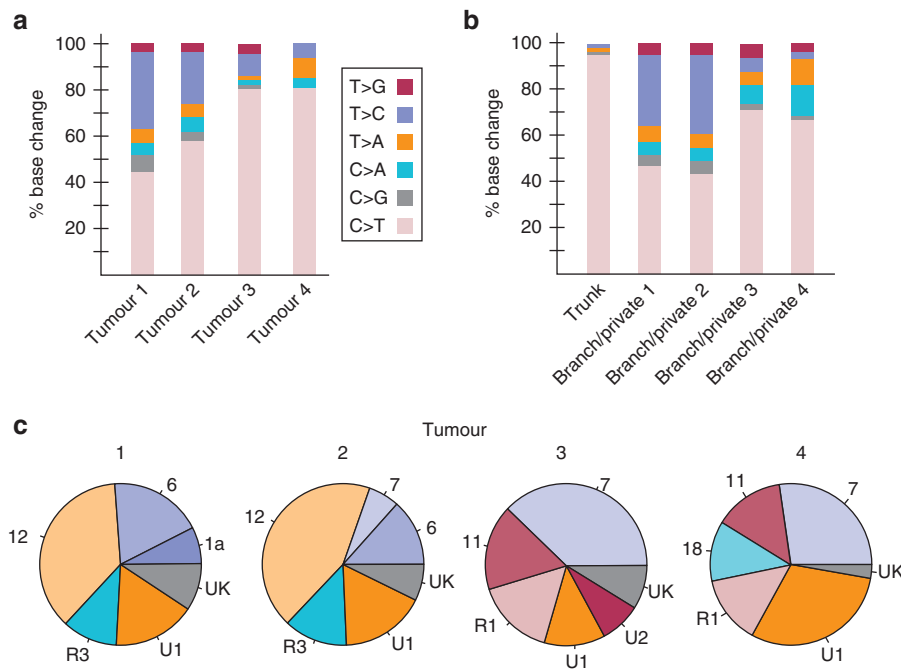 a
100
80
60
40
20
% base change
Tumour 1
Tumour 2
Tumour 3
Tumour 4
T>G
T>C
T>A
C>A
C>G
C>T
b
100
80
60
40
20
% base change
Trunk
Branch/private 1
Branch/private 2
Branch/private 3
Branch/private 4
c
Tumour
1
6
1a
UK
U1
R3
12
2
7
6
UK
U1
R3
12
3
7
UK
U2
U1
R1
11
4
7
UK
U1
R1
18
11